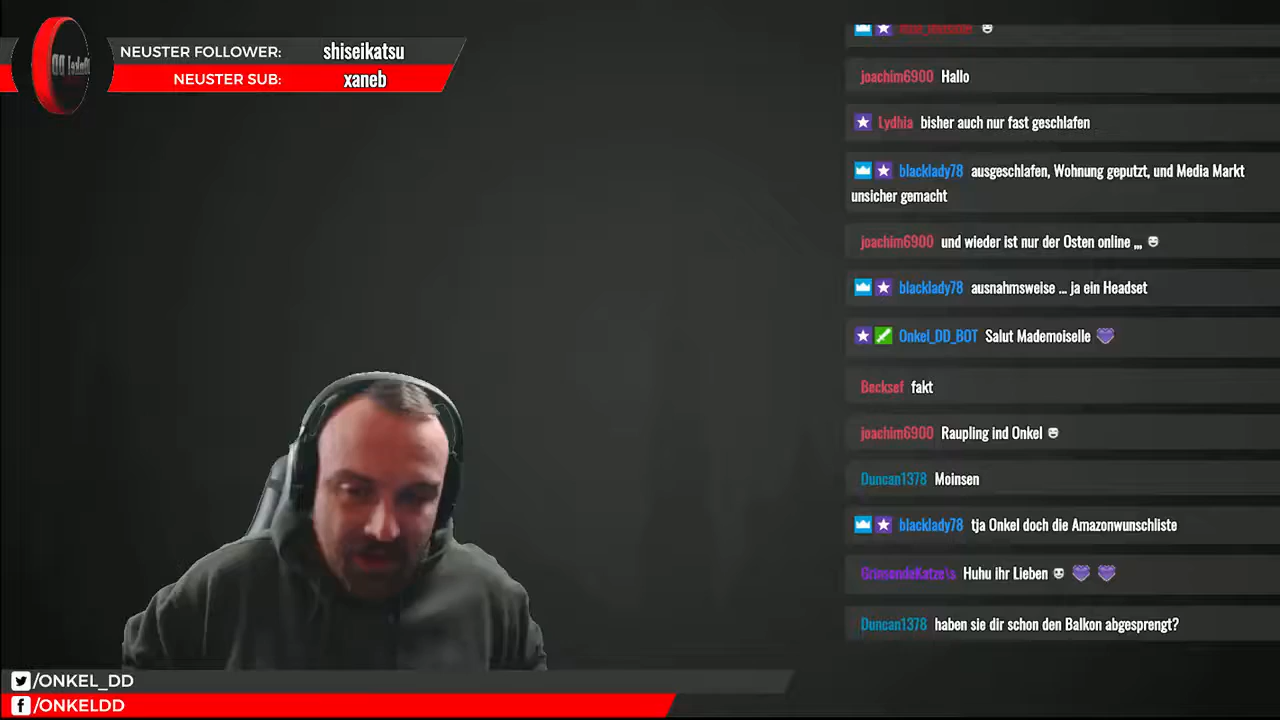 NEUSTER FOLLOWER: shiseikatsu
NEUSTER SUB: xaneb
joachim6900 Hallo
Lydhia bisher auch nur fast geschlafen
blacklady78 ausgeschlafen, Wohnung geputzt, und Media Markt
unsicher gemacht
joachim6900 und wieder ist nur der Osten online ...
blacklady78 ausnahmsweise ... ja ein Headset
Onkel_DD_BOT Salut Mademoiselle
Becksef fakt
joachim6900 Raupling ind Onkel
Duncan1378 Moinsen
blacklady78 tja Onkel doch die Amazonwunschliste
GrinsendeKatze\s Huhu ihr Lieben
Duncan1378 haben sie dir schon den Balkon abgesprengt?
/ONKEL_DD
/ONKELDD